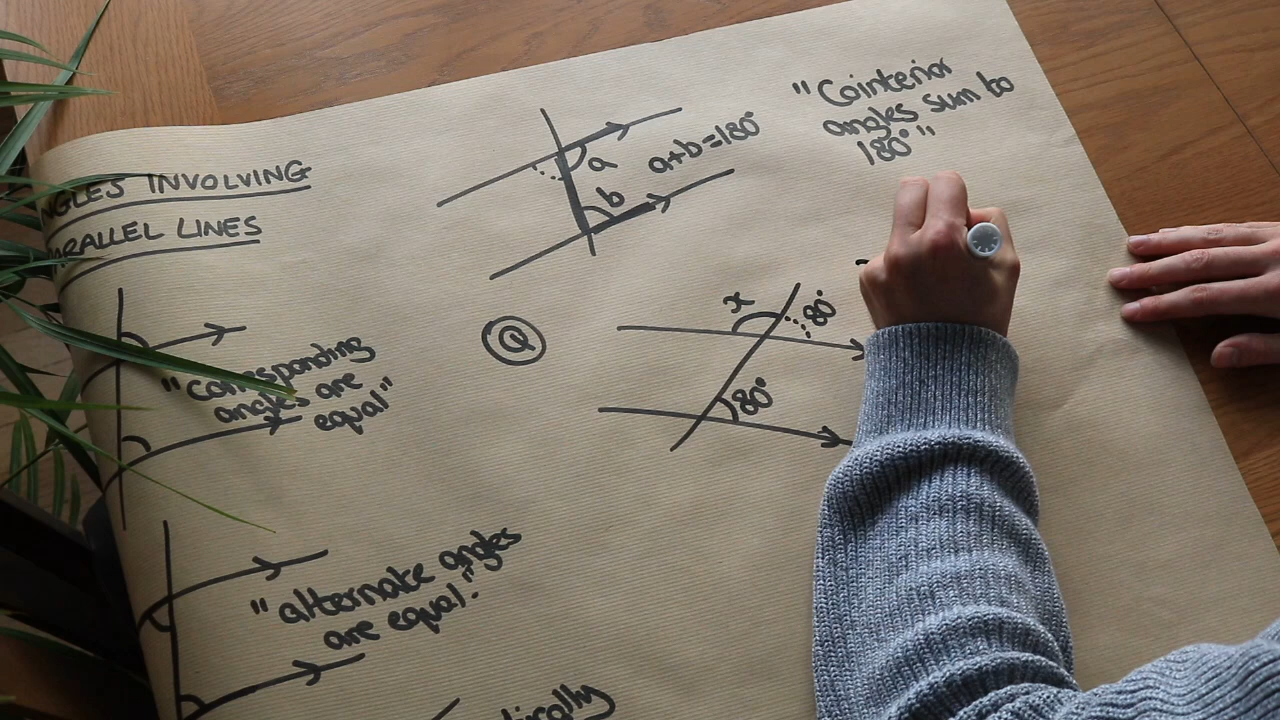 NGLES INVOLVING
ARALLEL LINES
"Corresponding
angles are
equal"
"alternate angles
are equal."
ically
a
b
a+b=180°
"Cointerior
angles sum to
180°"
Q
x
80°
80°